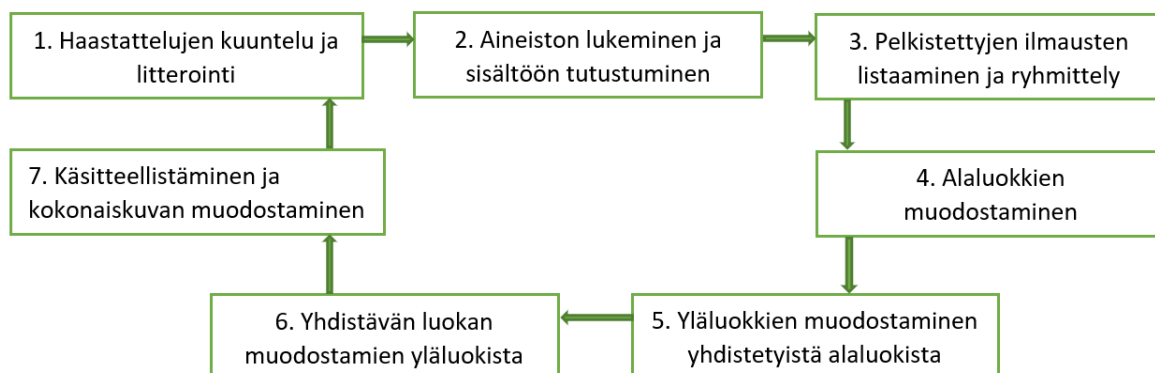 1. Haastattelujen kuuntelu ja
litterointi
2. Aineiston lukeminen ja
sisältöön tutustuminen
3. Pelkistettyjen ilmausten
listaaminen ja ryhmittely
4. Alaluokkien
muodostaminen
5. Yläluokkien muodostaminen
yhdistetyistä alaluokista
6. Yhdistävän luokan
muodostamien yläluokista
7. Käsitteellistäminen ja
kokonaiskuvan muodostaminen